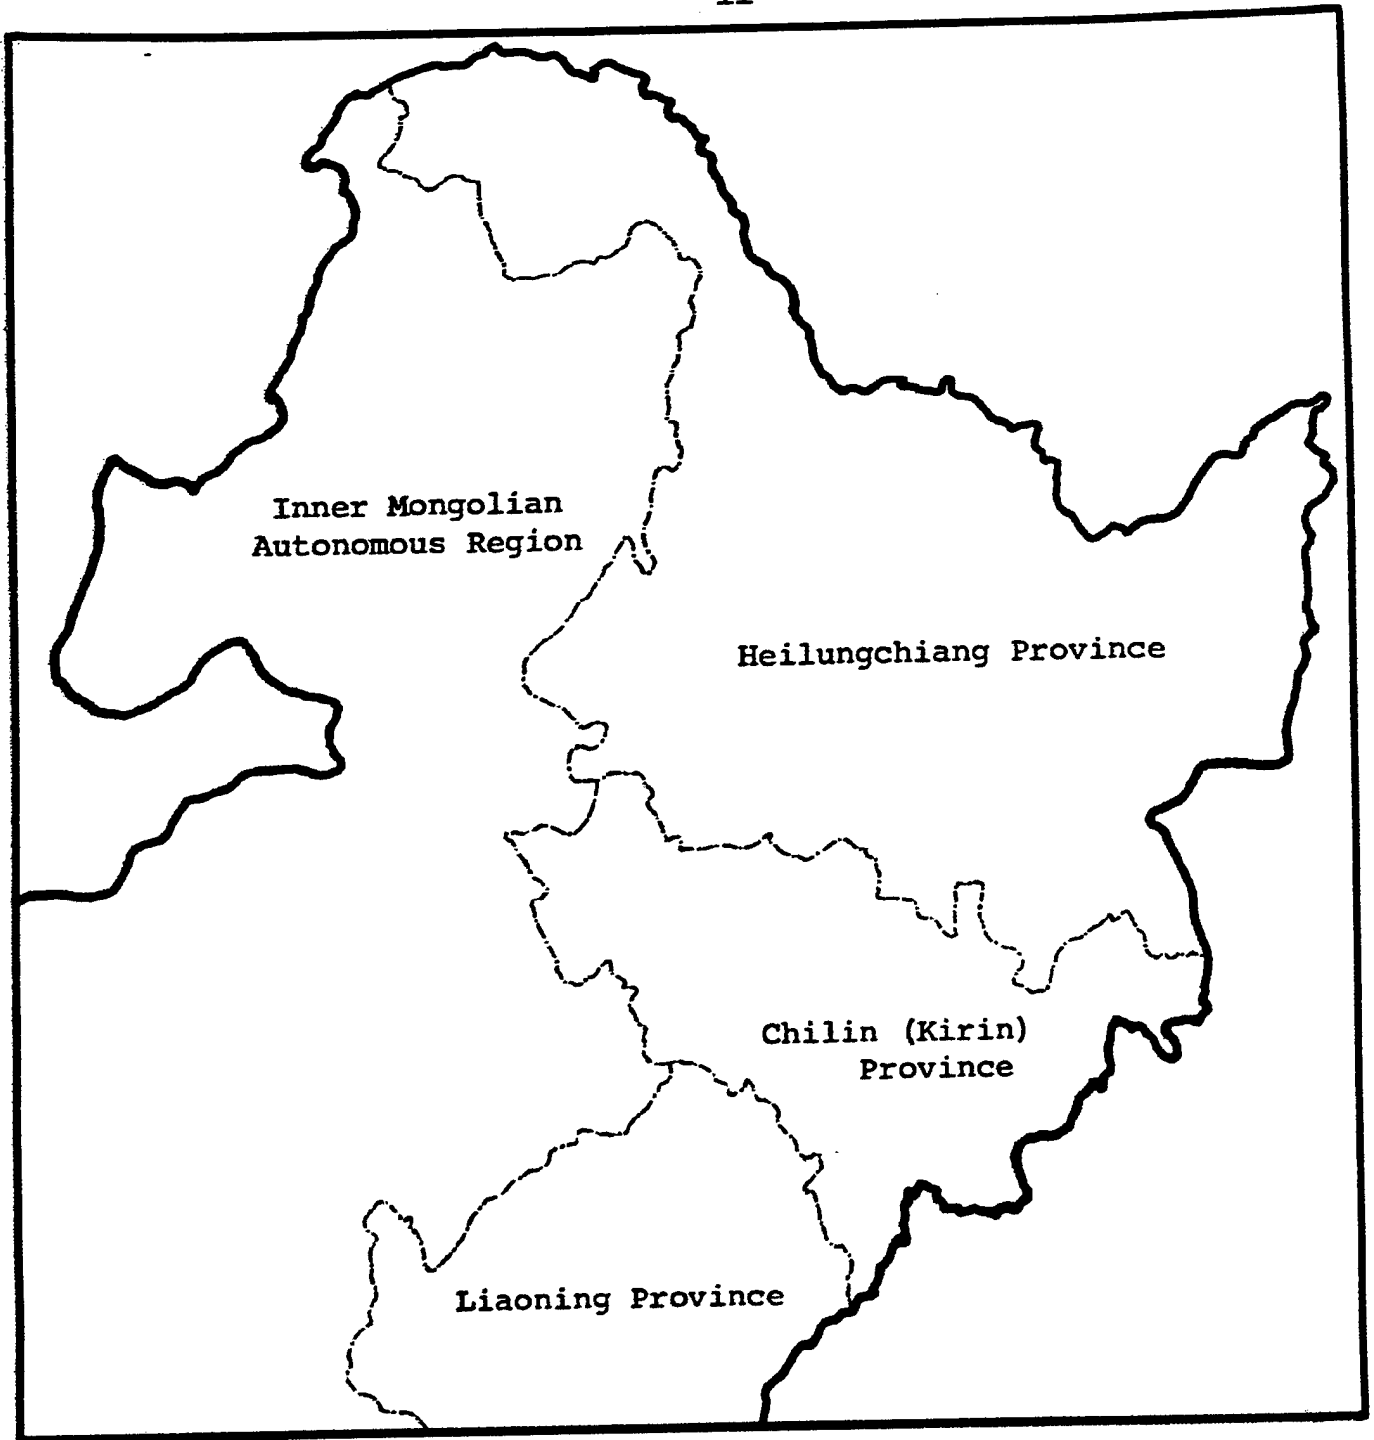 Inner Mongolian
Autonomous Region
Heilungchiang Province
Chilin (Kirin)
Province
Liaoning Province